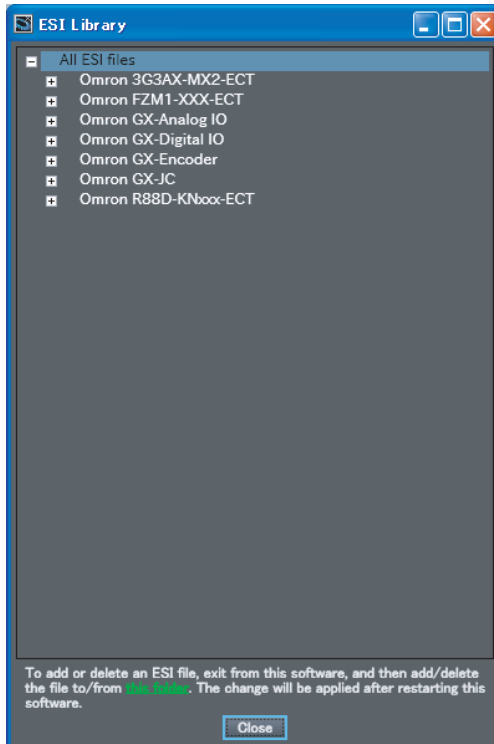 ESI Library
All ESI files
Omron 3G3AX-MX2-ECT
Omron FZM1-XXX-ECT
Omron GX-Analog IO
Omron GX-Digital IO
Omron GX-Encoder
Omron GX-JC
Omron R88D-KNxxx-ECT
To add or delete an ESI file, exit from this software, and then add/delete
the file to/from this folder. The change will be applied after restarting this
software.
Close